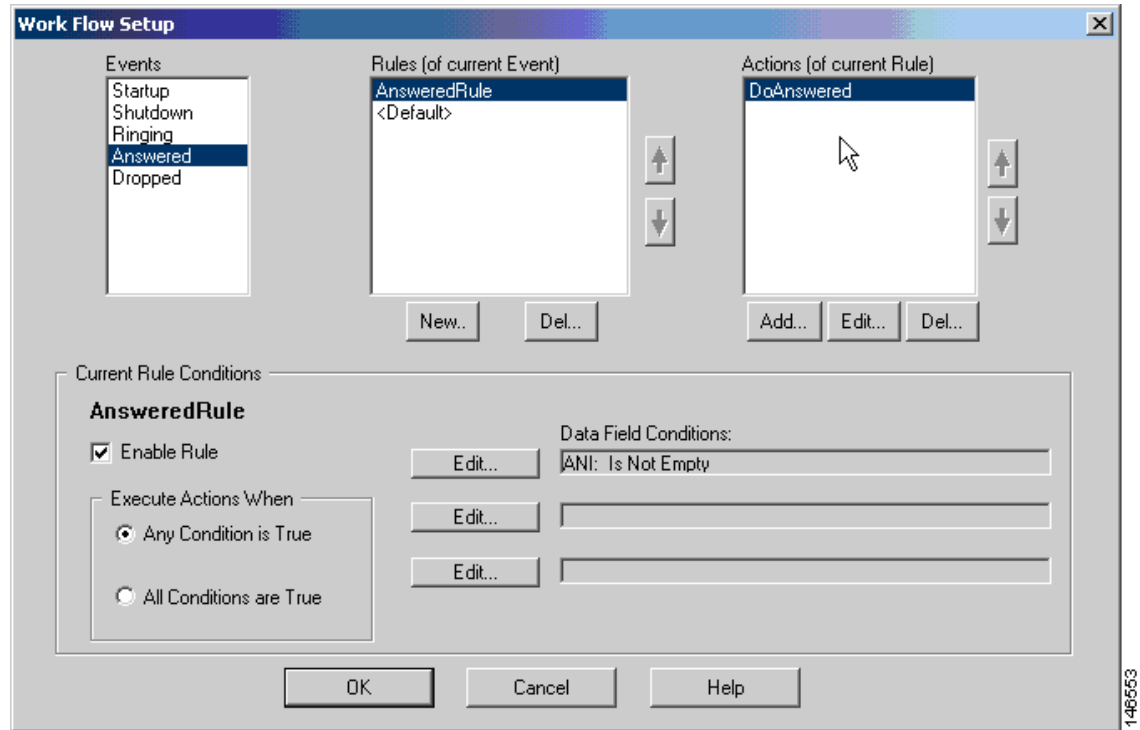 Work Flow Setup
Events
Startup
Shutdown
Ringing
Answered
Dropped
Rules (of current Event)
AnsweredRule
<Default>
New..
Del...
Actions (of current Rule)
DoAnswered
Add...
Edit...
Del...
Current Rule Conditions
AnsweredRule
Enable Rule
Execute Actions When
Any Condition is True
All Conditions are True
Data Field Conditions:
Edit...
ANI: Is Not Empty
Edit...
Edit...
OK
Cancel
Help
146553